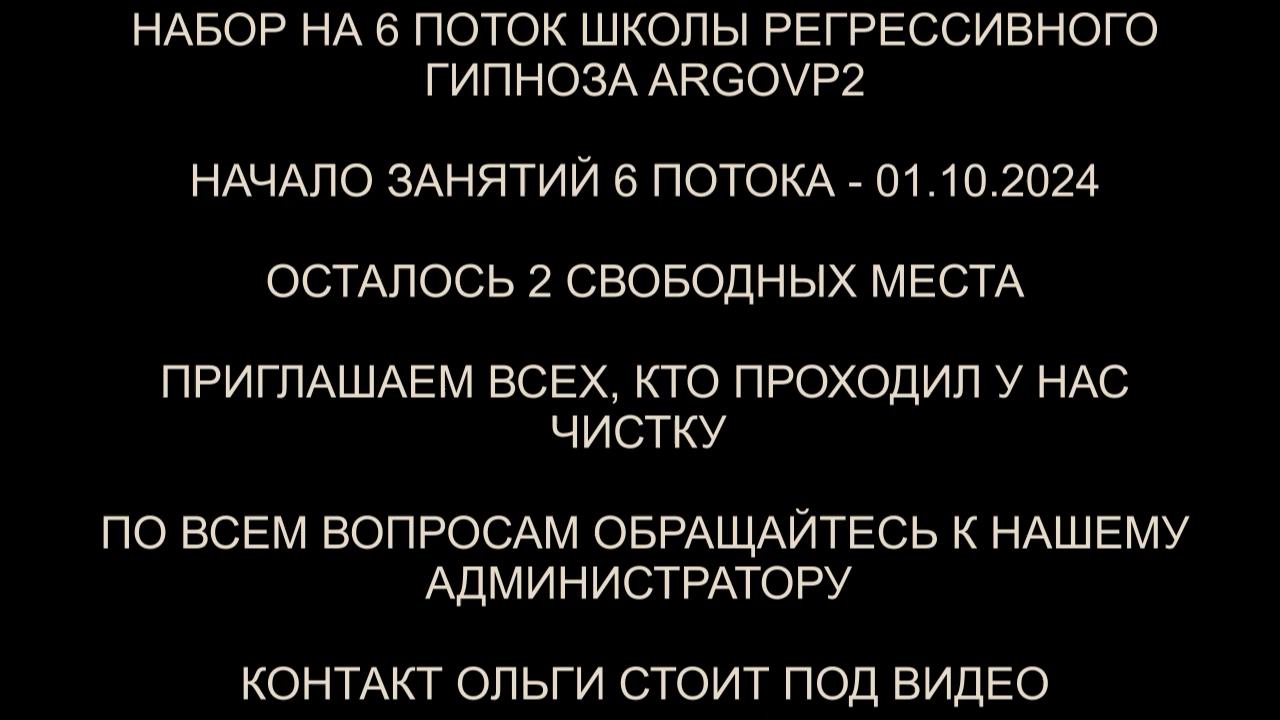 НАБОР НА 6 ПОТОК ШКОЛЫ РЕГРЕССИВНОГО
ГИПНОЗА ARGOVP2
НАЧАЛО ЗАНЯТИЙ 6 ПОТОКА - 01.10.2024
ОСТАЛОСЬ 2 СВОБОДНЫХ МЕСТА
ПРИГЛАШАЕМ ВСЕХ, КТО ПРОХОДИЛ У НАС
ЧИСТКУ
ПО ВСЕМ ВОПРОСАМ ОБРАЩАЙТЕСЬ К НАШЕМУ
АДМИНИСТРАТОРУ
КОНТАКТ ОЛЬГИ СТОИТ ПОД ВИДЕО